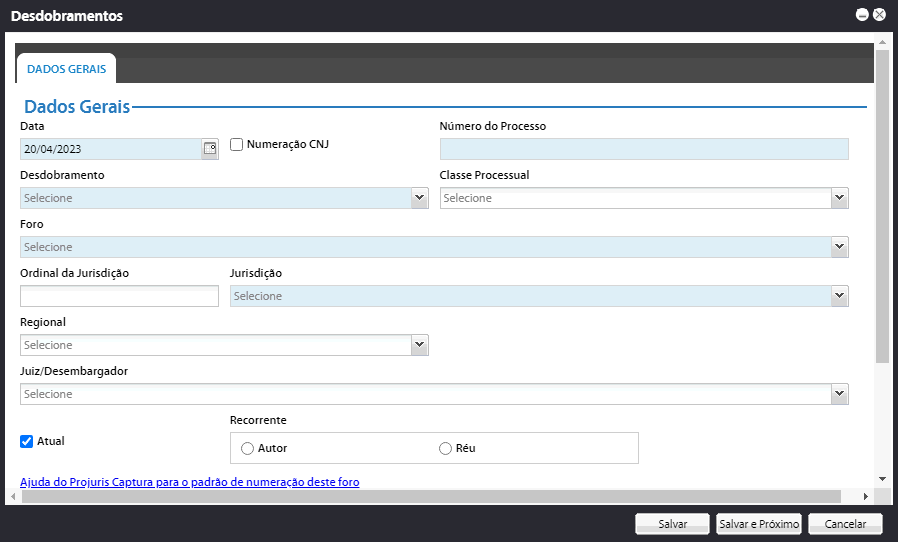 Desdobramentos
DADOS GERAIS
Dados Gerais
Data
Número do Processo
20/04/2023
Numeração CNJ
Desdobramento
Classe Processual
Selecione
Selecione
Foro
Selecione
Ordinal da Jurisdição
Jurisdição
Selecione
Regional
Selecione
Juiz/Desembargador
Selecione
Recorrente
Atual
Autor
Réu
Ajuda do Projuris Captura para o padrão de numeração deste foro
Salvar
Salvar e Próximo
Cancelar